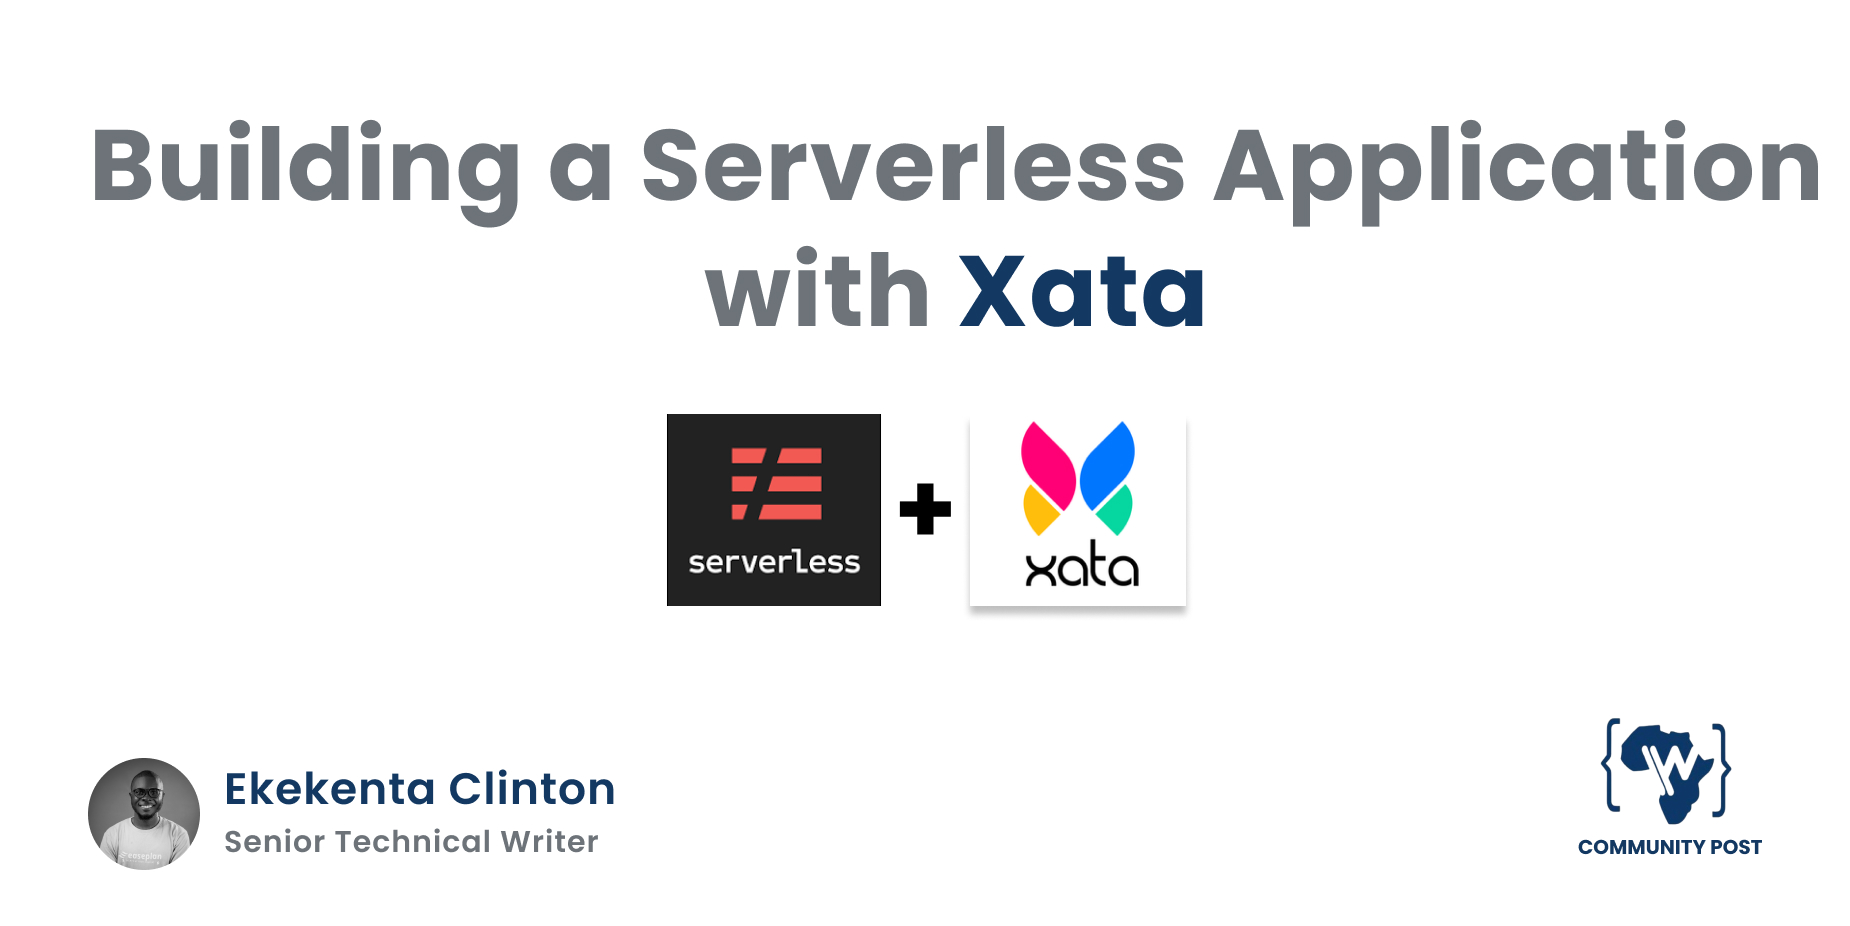 Building a Serverless Application
with Xata
serverless
xata
Ekekenta Clinton
Senior Technical Writer
COMMUNITY POST